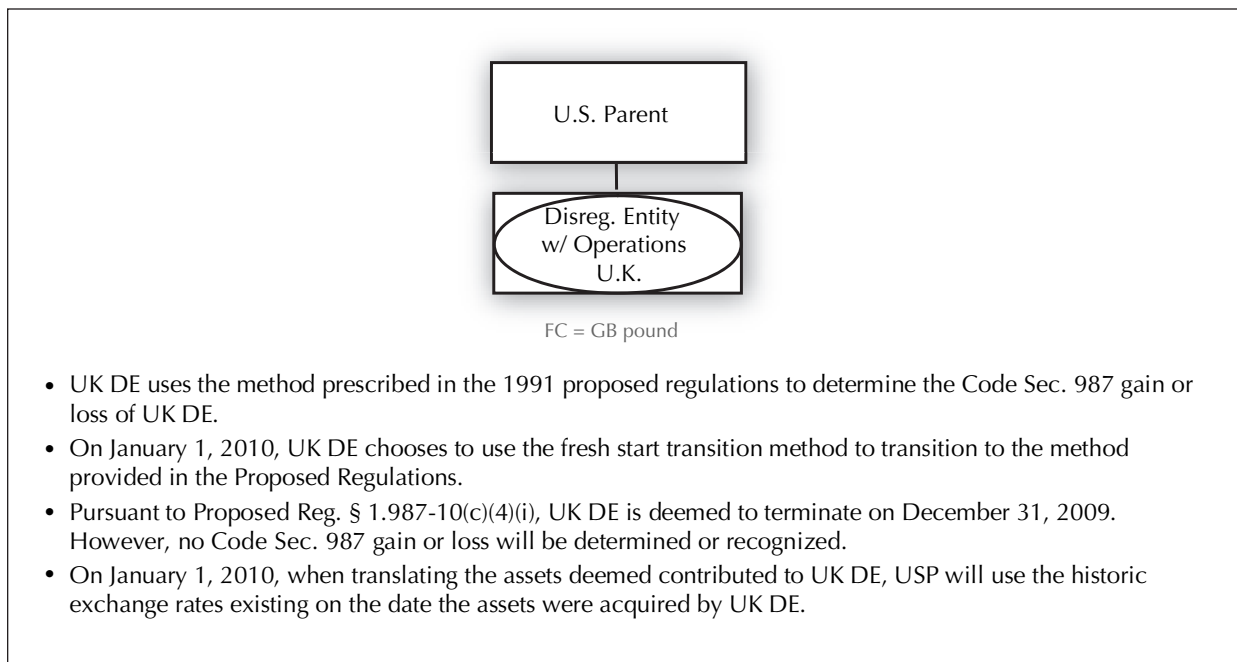 U.S. Parent
Disreg. Entity
w/ Operations
U.K.
FC = GB pound
• UK DE uses the method prescribed in the 1991 proposed regulations to determine the Code Sec. 987 gain or
loss of UK DE.
• On January 1, 2010, UK DE chooses to use the fresh start transition method to transition to the method
provided in the Proposed Regulations.
• Pursuant to Proposed Reg. § 1.987-10(c)(4)(i), UK DE is deemed to terminate on December 31, 2009.
However, no Code Sec. 987 gain or loss will be determined or recognized.
• On January 1, 2010, when translating the assets deemed contributed to UK DE, USP will use the historic
exchange rates existing on the date the assets were acquired by UK DE.